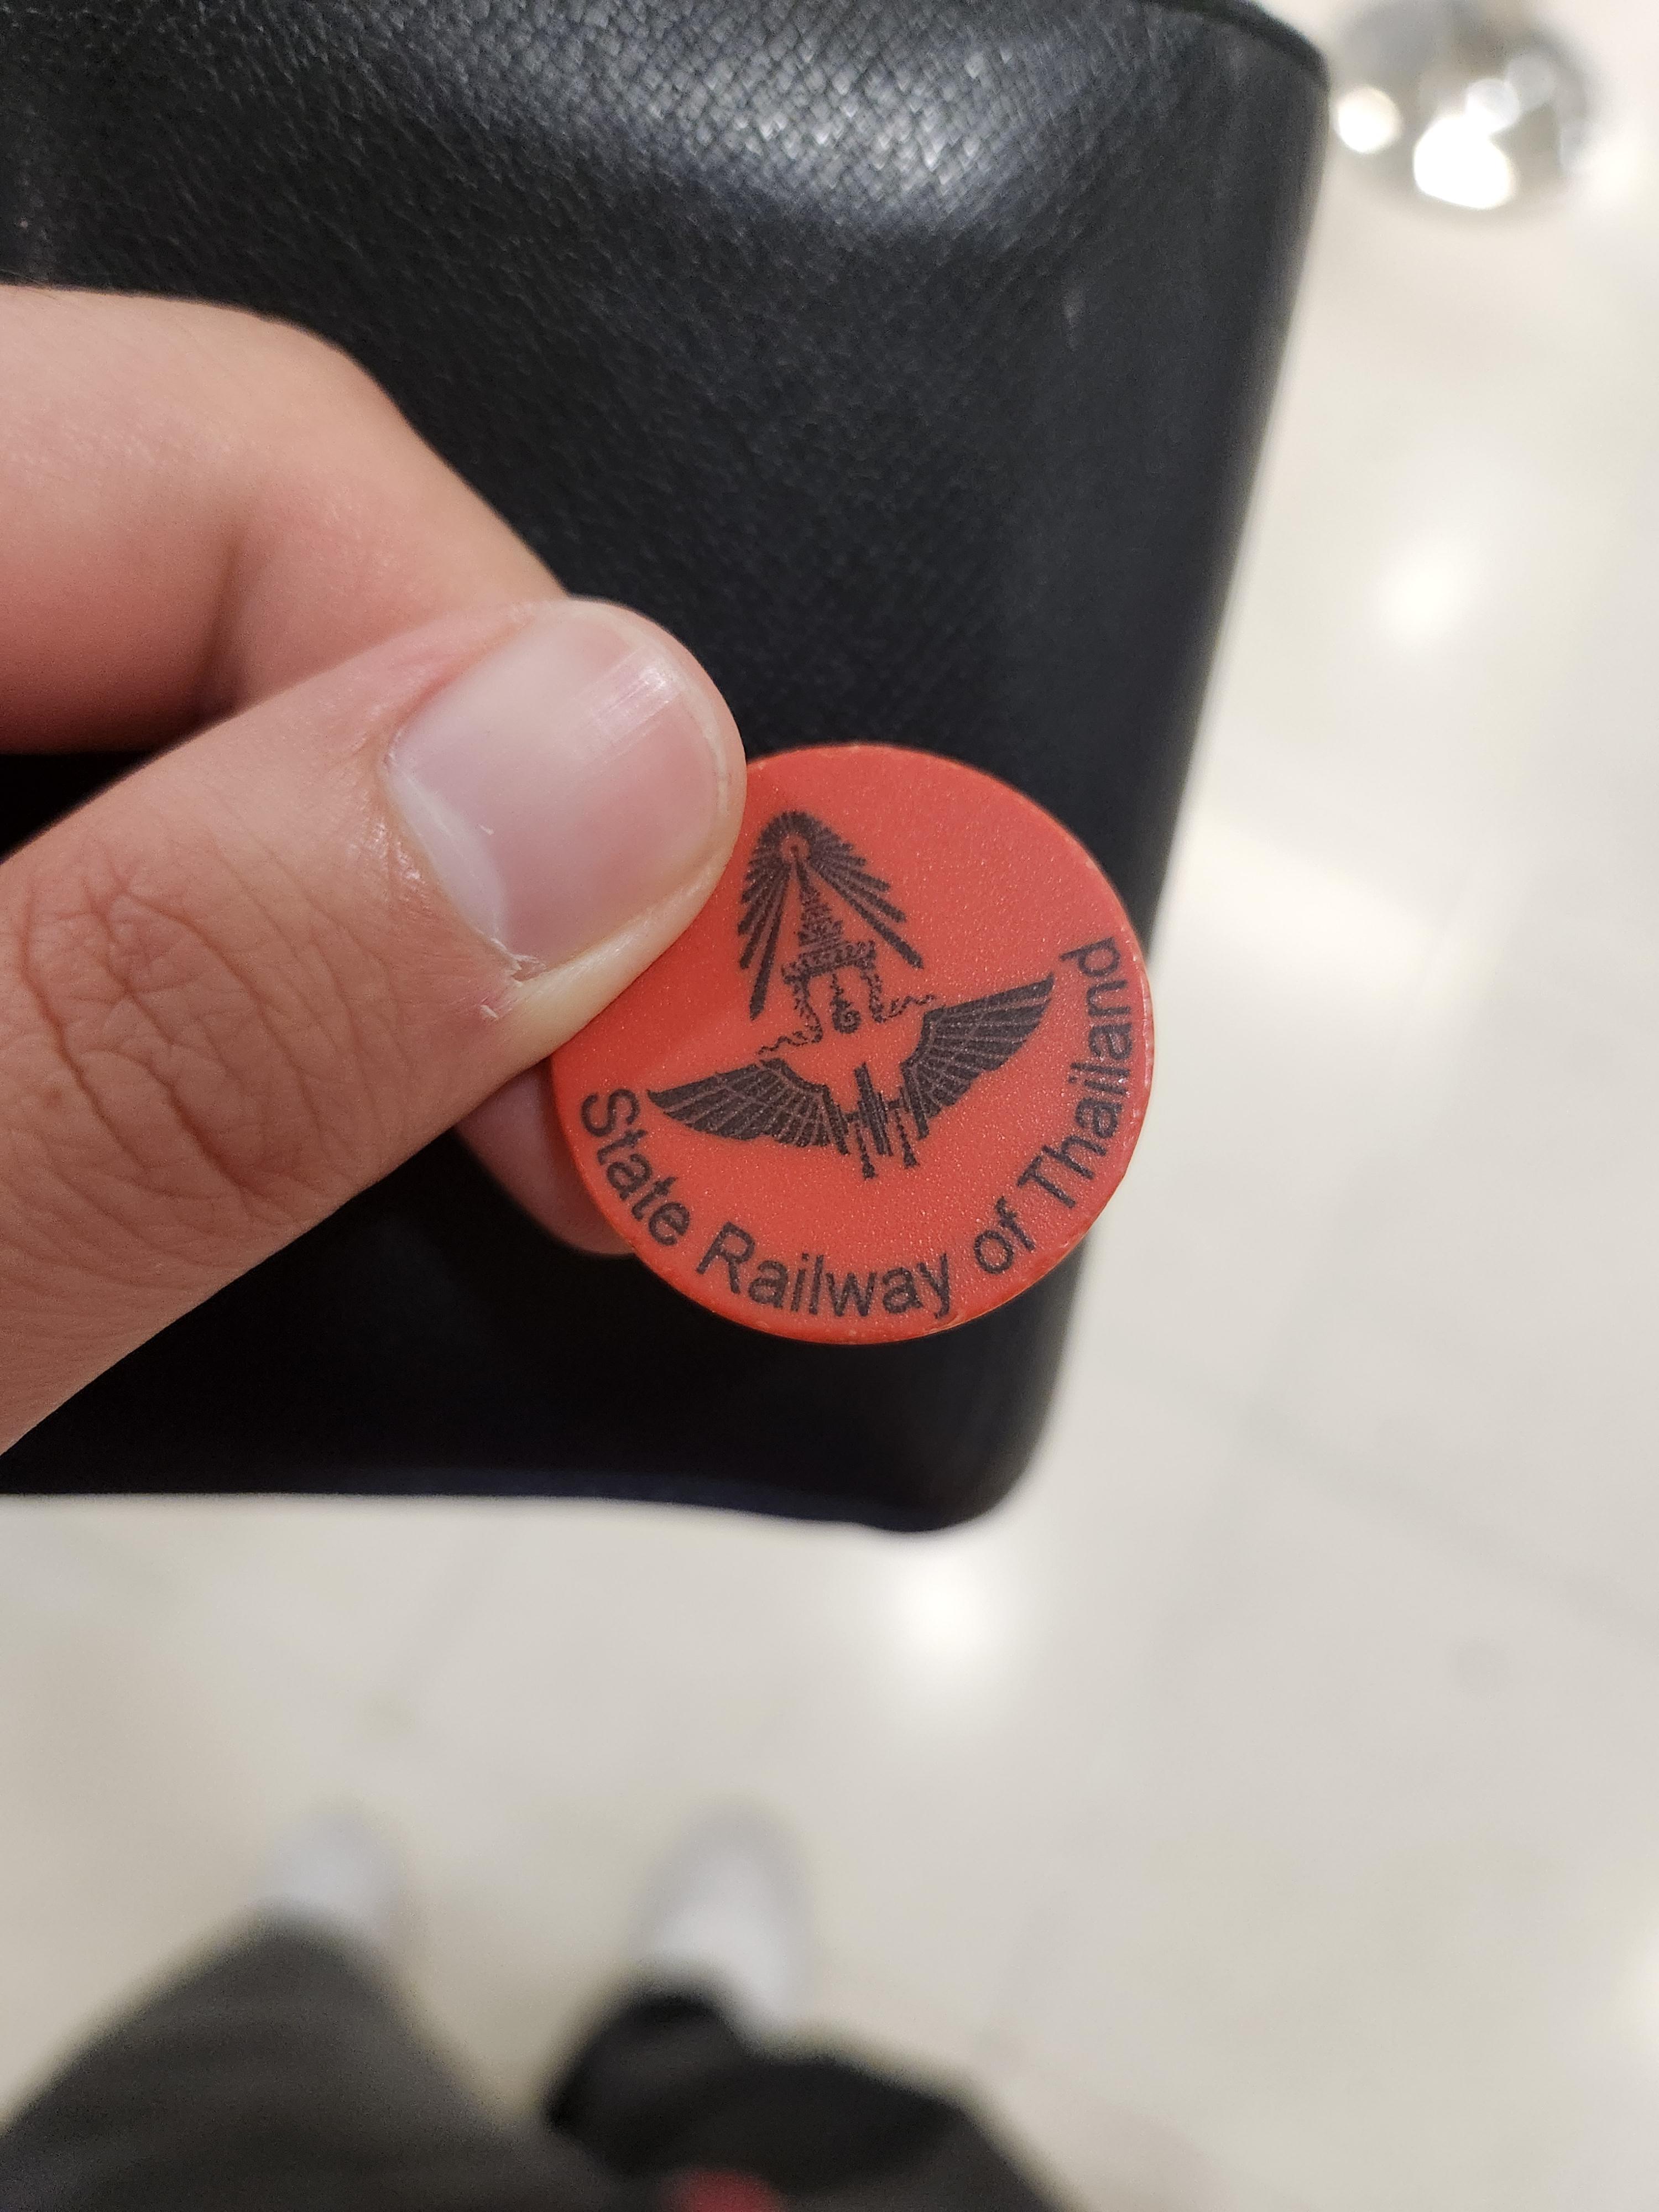 State Railway of Thailand